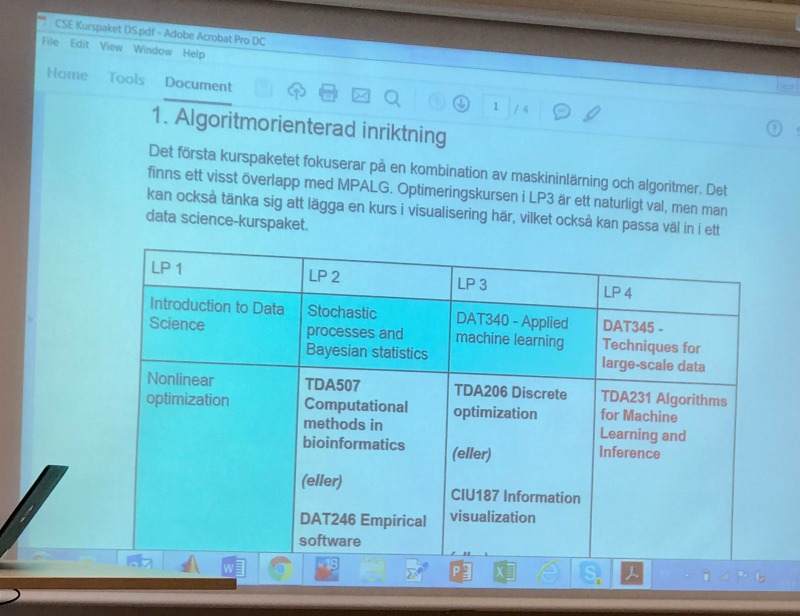 CSE Kurspaket DS.pdf - Adobe Acrobat Pro DC
File Edit View Window Help
Home Tools Document
1 / 4
1. Algoritmorienterad inriktning
Det första kurspaketet fokuserar på en kombination av maskininlärning och algoritmer. Det
finns ett visst överlapp med MPALG. Optimeringskursen i LP3 är ett naturligt val, men man
kan också tänka sig att lägga en kurs i visualisering här, vilket också kan passa väl in i ett
data science-kurspaket.
LP 1
LP 2
LP 3
LP 4
Introduction to Data
Science
Stochastic
processes and
Bayesian statistics
DAT340 - Applied
machine learning
DAT345 -
Techniques for
large-scale data
Nonlinear
optimization
TDA507
Computational
methods in
bioinformatics
(eller)
DAT246 Empirical
software
TDA206 Discrete
optimization
(eller)
CIU187 Information
visualization
TDA231 Algorithms
for Machine
Learning and
Inference